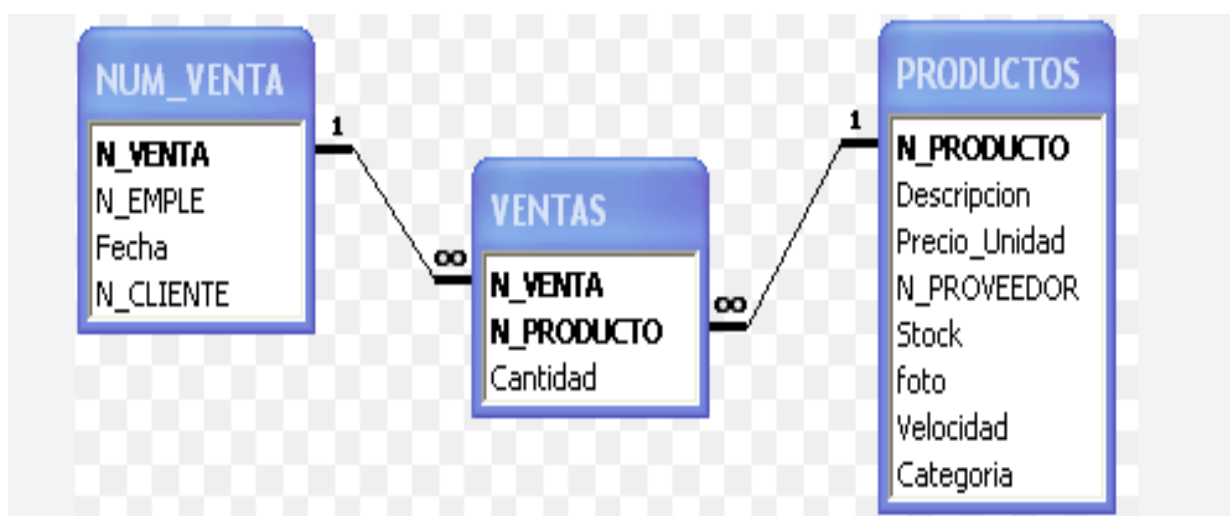 NUM_VENTA
N_VENTA
N_EMPLE
Fecha
N_CLIENTE
1
∞
VENTAS
N_VENTA
N_PRODUCTO
Cantidad
∞
1
PRODUCTOS
N_PRODUCTO
Descripcion
Precio_Unidad
N_PROVEEDOR
Stock
foto
Velocidad
Categoria